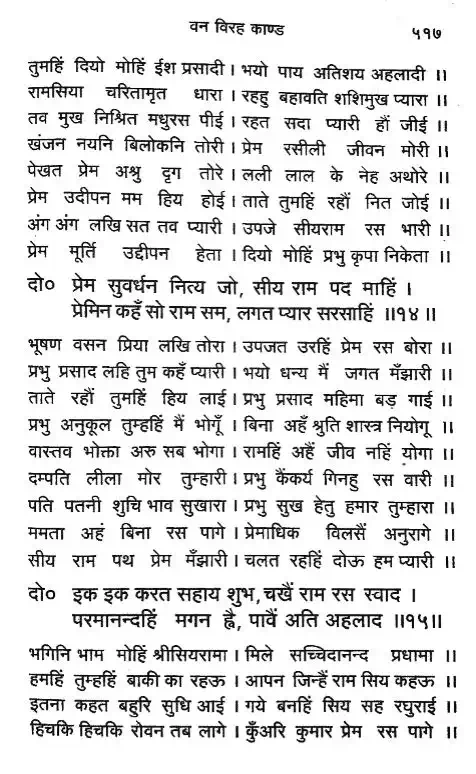 वन विरह काण्ड ५१७
तुमहिं दियो मोहिं ईश प्रसादी। भयो पाय अतिशय अहलादी ॥
रामसिया चरितामृत धारा। रहहु बहावति शशिमुख प्यारा ॥
तव मुख निश्रित मधुरस पीई। रहत सदा प्यारी हौं जीई ॥
खंजन नयनि बिलोकनि तोरी। प्रेम रसीली जीवन मोरी ॥
पेखत प्रेम अश्रु दृग तोरे। लली लाल के नेह अथोरे ॥
प्रेम उदीपन मम हिय होई। ताते तुमहिं रहौं नित जोई ॥
अंग अंग लखि सत तव प्यारी। उपजे सीयराम रस भारी ॥
प्रेम मूर्ति उद्दीपन हेता। दियो मोहिं प्रभु कृपा निकेता ॥
दो० प्रेम सुवर्धन नित्य जो, सीय राम पद माहिं।
प्रेमिन कहँ सो राम सम, लगत प्यार सरसाहिं ॥१४॥
भूषण वसन प्रिया लखि तोरा। उपजत उरहिं प्रेम रस बोरा ॥
प्रभु प्रसाद लहि तुम कहँ प्यारी। भयो धन्य मैं जगत मँझारी ॥
ताते रहौं तुमहिं हिय लाई। प्रभु प्रसाद महिमा बड़ गाई ॥
प्रभु अनुकूल तुम्हहिं मैं भोगूँ। बिना अहँ श्रुति शास्त्र नियोगू ॥
वास्तव भोक्ता अरु सब भोगा। रामहिं अहैं जीव नहिं योगा ॥
दम्पति लीला मोर तुम्हारी। प्रभु कैंकर्य गिनहु रस वारी ॥
पति पतनी शुचि भाव सुखारा। प्रभु सुख हेतु हमार तुम्हारा ॥
ममता अहं बिना रस पागे। प्रेमाधिक विलसैं अनुरागे ॥
सीय राम पथ प्रेम मँझारी। चलत रहहिं दोऊ हम प्यारी ॥
दो० इक इक करत सहाय शुभ, चखैं राम रस स्वाद।
परमानन्दहिं मगन ह्वै, पावैं अति अहलाद ॥१५॥
भगिनि भाम मोहिं श्रीसियरामा। मिले सच्चिदानन्द प्रधामा ॥
हमहिं तुम्हहिं बाकी का रहऊ। आपन जिन्हैं राम सिय कहऊ ॥
इतना कहत बहुरि सुधि आई। गये बनहिं सिय सह रघुराई ॥
हिचकि हिचकि रोवन तब लागे। कुँअरि कुमार प्रेम रस पागे ॥